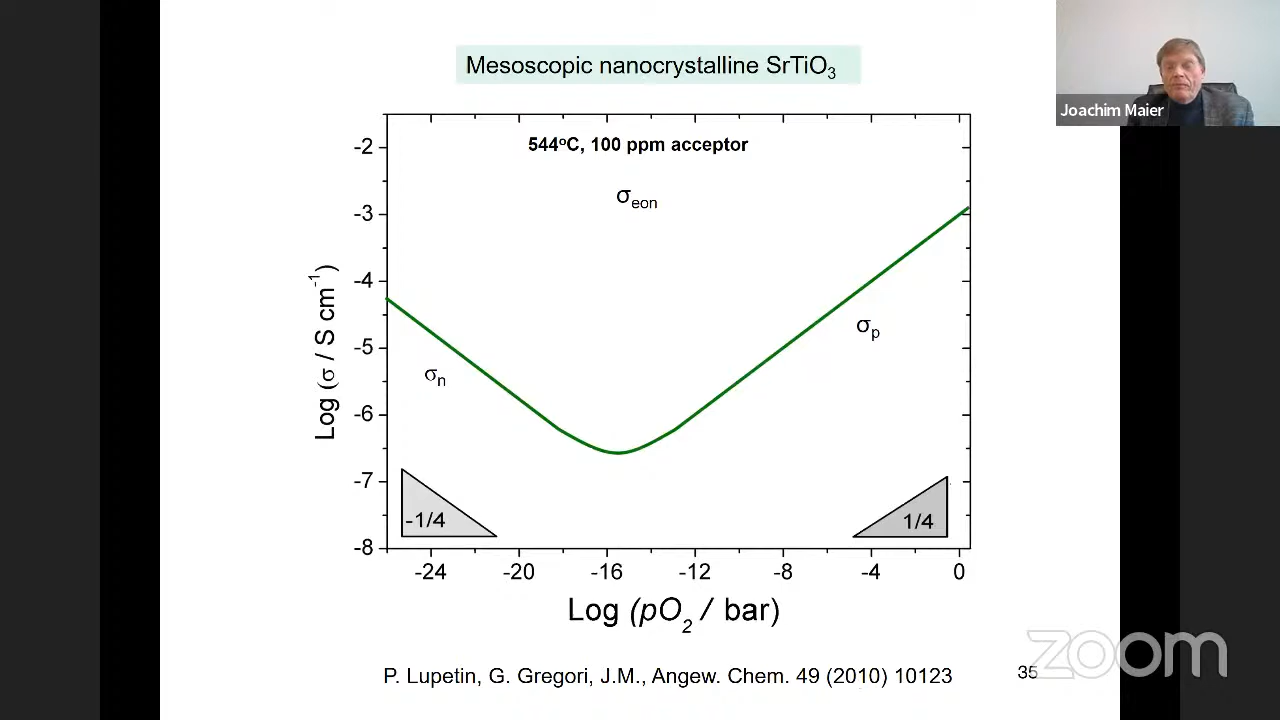 Mesoscopic nanocrystalline SrTiO3
Joachim Maier
544oC, 100 ppm acceptor
σeon
-2
-3
-4
-5
-6
-7
-8
Log (σ / S cm-1)
σn
σp
-1/4
1/4
-24
-20
-16
-12
-8
-4
0
Log (pO2 / bar)
zoom
P. Lupetin, G. Gregori, J.M., Angew. Chem. 49 (2010) 10123
35